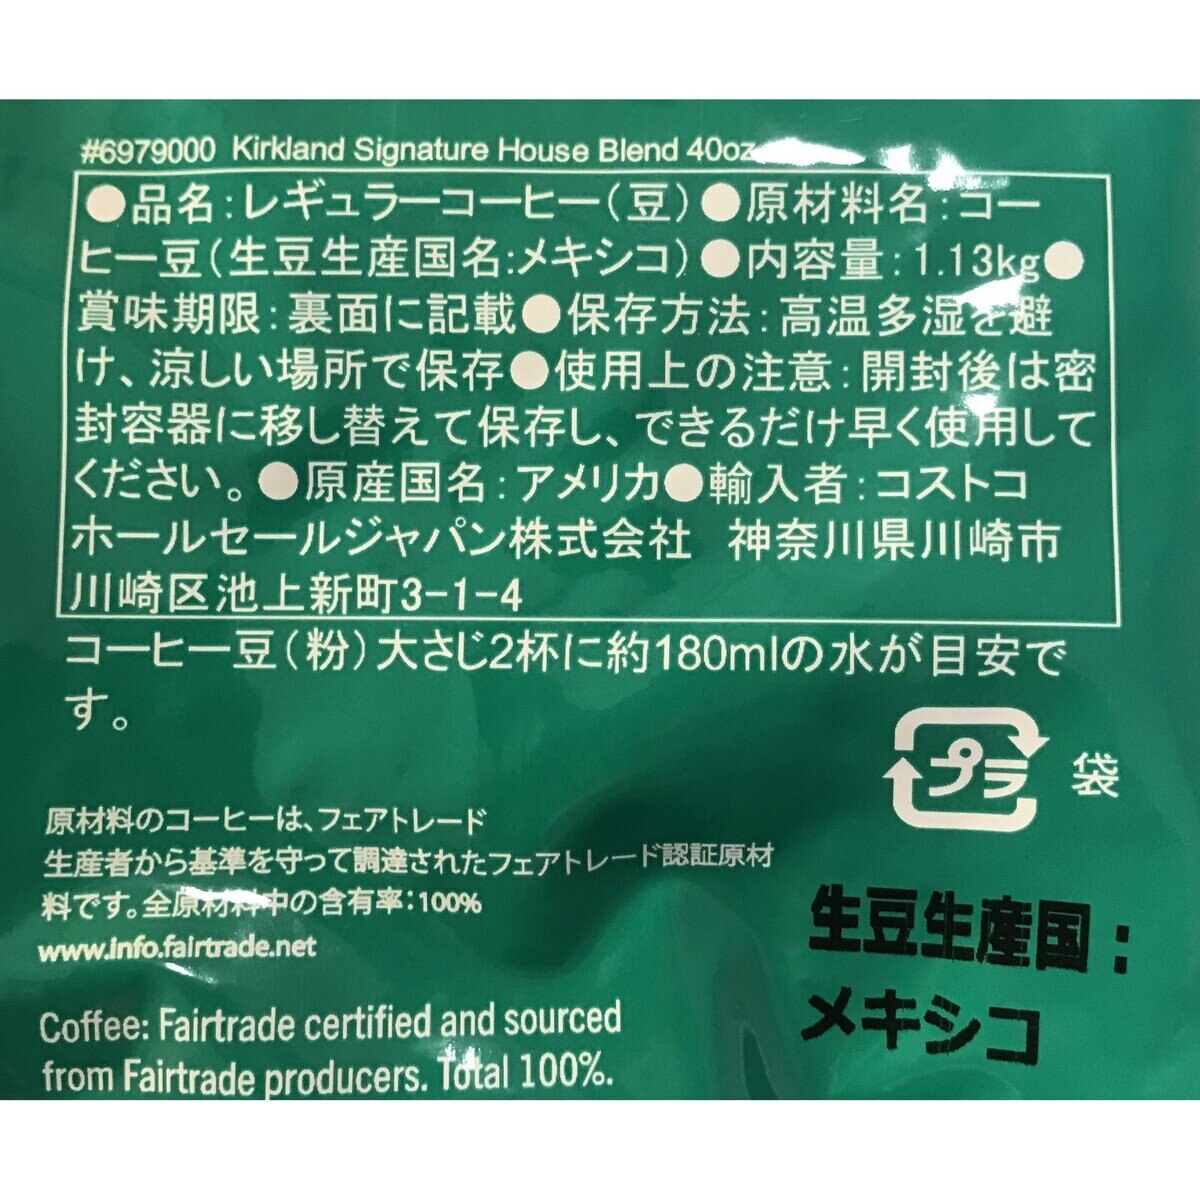 #6979000 Kirkland Signature House Blend 40oz
●品名:レギュラーコーヒー(豆)●原材料名:コー
ヒー豆(生豆生産国名:メキシコ)●内容量:1.13kg●
賞味期限:裏面に記載●保存方法:高温多湿を避
け、涼しい場所で保存●使用上の注意:開封後は密
封容器に移し替えて保存し、できるだけ早く使用して
ください。●原産国名:アメリカ●輸入者:コストコ
ホールセールジャパン株式会社 神奈川県川崎市
川崎区池上新町3-1-4
コーヒー豆(粉)大さじ2杯に約180mlの水が目安で
す。
プラ 袋
原材料のコーヒーは、フェアトレード
生産者から基準を守って調達されたフェアトレード認証原材
料です。全原材料中の含有率:100%
www.info.fairtrade.net
生豆生産国:
メキシコ
Coffee: Fairtrade certified and sourced
from Fairtrade producers. Total 100%.